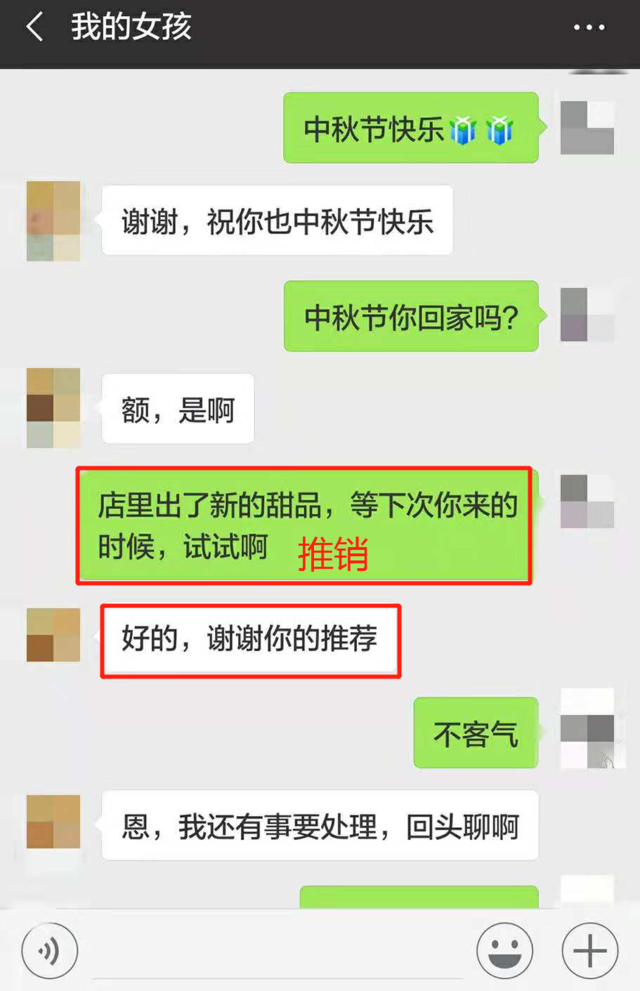 我的女孩
中秋节快乐
谢谢，祝你也中秋节快乐
中秋节你回家吗?
额，是啊
店里出了新的甜品，等下次你来的
时候，试试啊
推销
好的，谢谢你的推荐
不客气
恩，我还有事要处理，回头聊啊